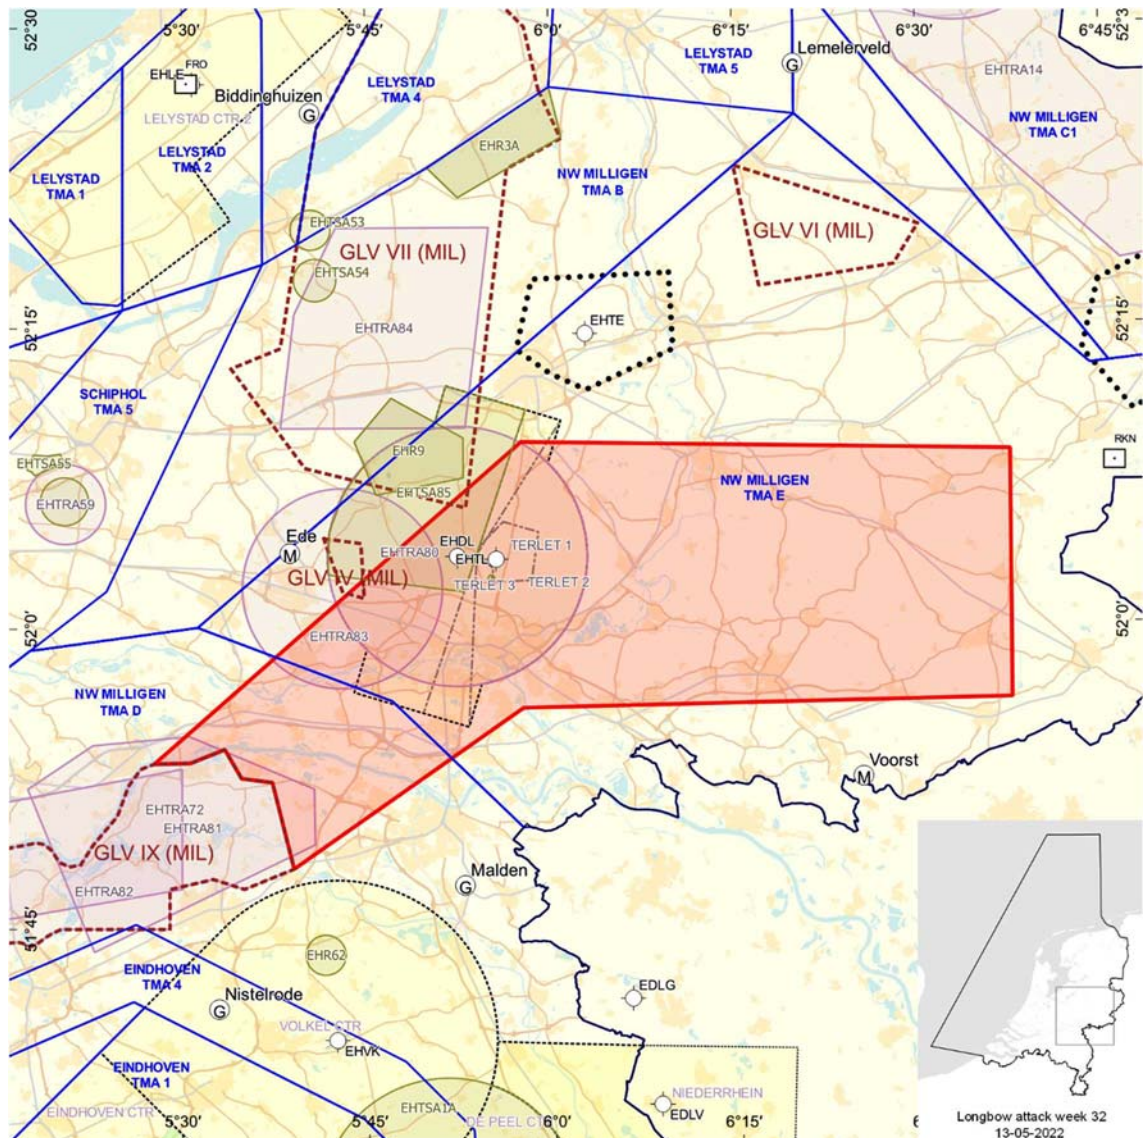 5°30'
5°45'
6°0'
6°15'
6°30'
6°45'
52°30
52°3
EHLE
FRO
Biddinghuizen
G
LELYSTAD CTR 2
LELYSTAD
TMA 1
LELYSTAD
TMA 2
LELYSTAD
TMA 4
LELYSTAD
TMA 5
Lemelerveld
G
EHTRA14
NW MILLIGEN
TMA C1
EHR3A
NW MILLIGEN
TMA B
EHTSA53
GLV VII (MIL)
EHTSA54
GLV VI (MIL)
EHTRA84
EHTE
52°15'
52°15'
SCHIPHOL
TMA 5
EHTSA55
EHTRA59
EHR9
EHTSA85
RKN
NW MILLIGEN
TMA E
Ede
M
EHDL
EHTRA80
EHTL
TERLET 1
GLV IV (MIL)
TERLET 3
TERLET 2
EHTRA83
52°0'
52°0'
NW MILLIGEN
TMA D
Voorst
M
EHTRA72
EHTRA81
GLV IX (MIL)
EHTRA82
Malden
G
51°45'
EINDHOVEN
TMA 4
EHR62
Nistelrode
G
VOLKEL CTR
EHVK
EDLG
EINDHOVEN
TMA 1
EINDHOVEN CTR
EHTSA1A
DE PEEL CT
NIEDERRHEIN
EDLV
5°30'
5°45'
6°0'
6°15'
6
Longbow attack week 32
13-05-2022